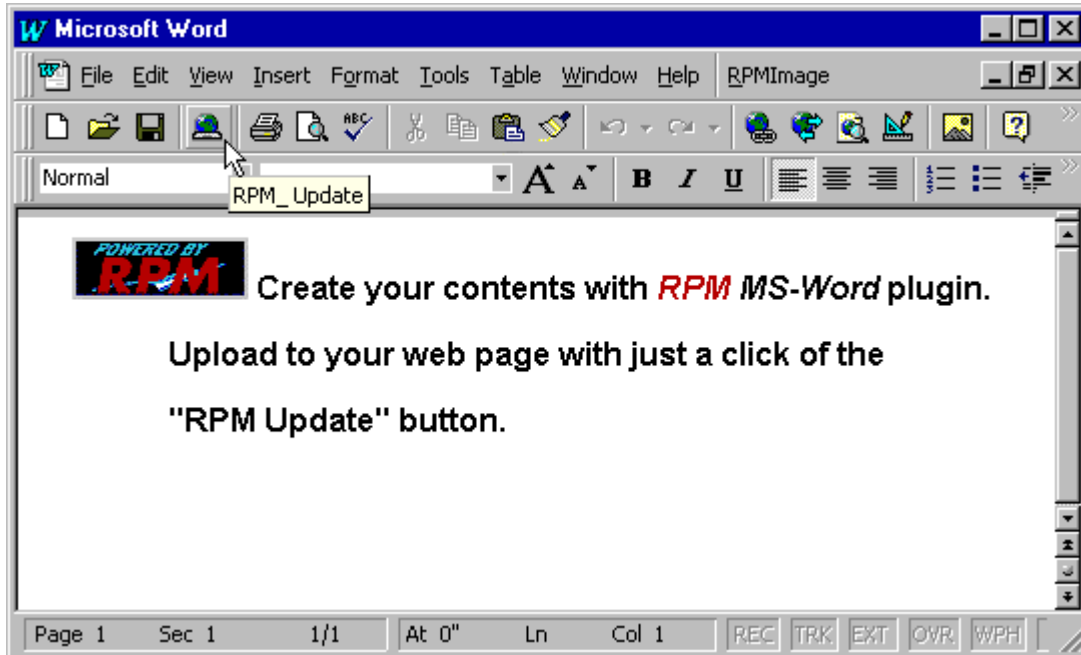 Microsoft Word
File Edit View Insert Format Tools Table Window Help RPMImage
ABC
Normal A A B I U
RPM_ Update
POWERED BY
RPM
Create your contents with RPM MS-Word plugin.
Upload to your web page with just a click of the
"RPM Update" button.
Page 1 Sec 1 1/1 At 0" Ln Col 1 REC TRK EXT OVR WPH